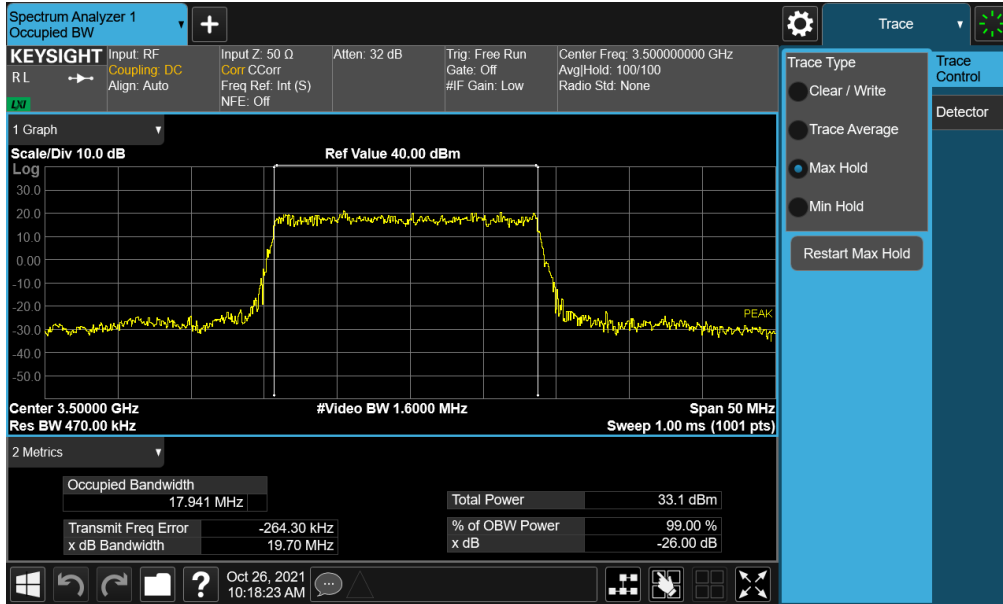 Spectrum Analyzer 1
Occupied BW
+
Trace
KEYSIGHT
R L
LXI
Input: RF
Coupling: DC
Align: Auto
Input Z: 50 Ω
Corr CCorr
Freq Ref: Int (S)
NFE: Off
Atten: 32 dB
Trig: Free Run
Gate: Off
#IF Gain: Low
Center Freq: 3.500000000 GHz
Avg|Hold: 100/100
Radio Std: None
1 Graph
Scale/Div 10.0 dB
Ref Value 40.00 dBm
Log
30.0
20.0
10.0
0.00
-10.0
-20.0
-30.0
-40.0
-50.0
PEAK
Center 3.50000 GHz
#Video BW 1.6000 MHz
Span 50 MHz
Res BW 470.00 kHz
Sweep 1.00 ms (1001 pts)
2 Metrics
Occupied Bandwidth
17.941 MHz
Transmit Freq Error -264.30 kHz
x dB Bandwidth 19.70 MHz
Total Power 33.1 dBm
% of OBW Power 99.00 %
x dB -26.00 dB
?
Oct 26, 2021
10:18:23 AM
Trace Type
Clear / Write
Trace Average
Max Hold
Min Hold
Restart Max Hold
Trace
Control
Detector